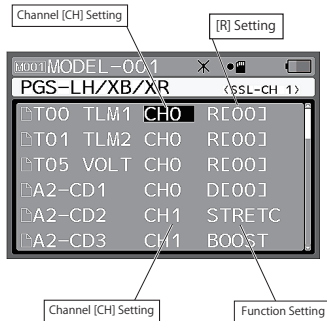 Channel [CH] Setting
[R] Setting
M001 MODEL-001
PGS-LH/XB/XR (SSL-CH 1)
T00 TLM1 CH0 R[00]
T01 TLM2 CH0 R[00]
T05 VOLT CH0 R[00]
A2-CD1 CH0 D[00]
A2-CD2 CH1 STRETC
A2-CD3 CH1 BOOST
Channel [CH] Setting
Function Setting